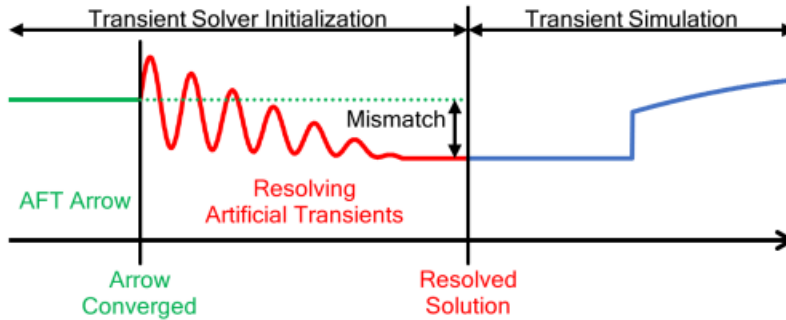 Transient Solver Initialization
Transient Simulation
Mismatch
AFT Arrow
Resolving
Artificial Transients
Arrow
Converged
Resolved
Solution